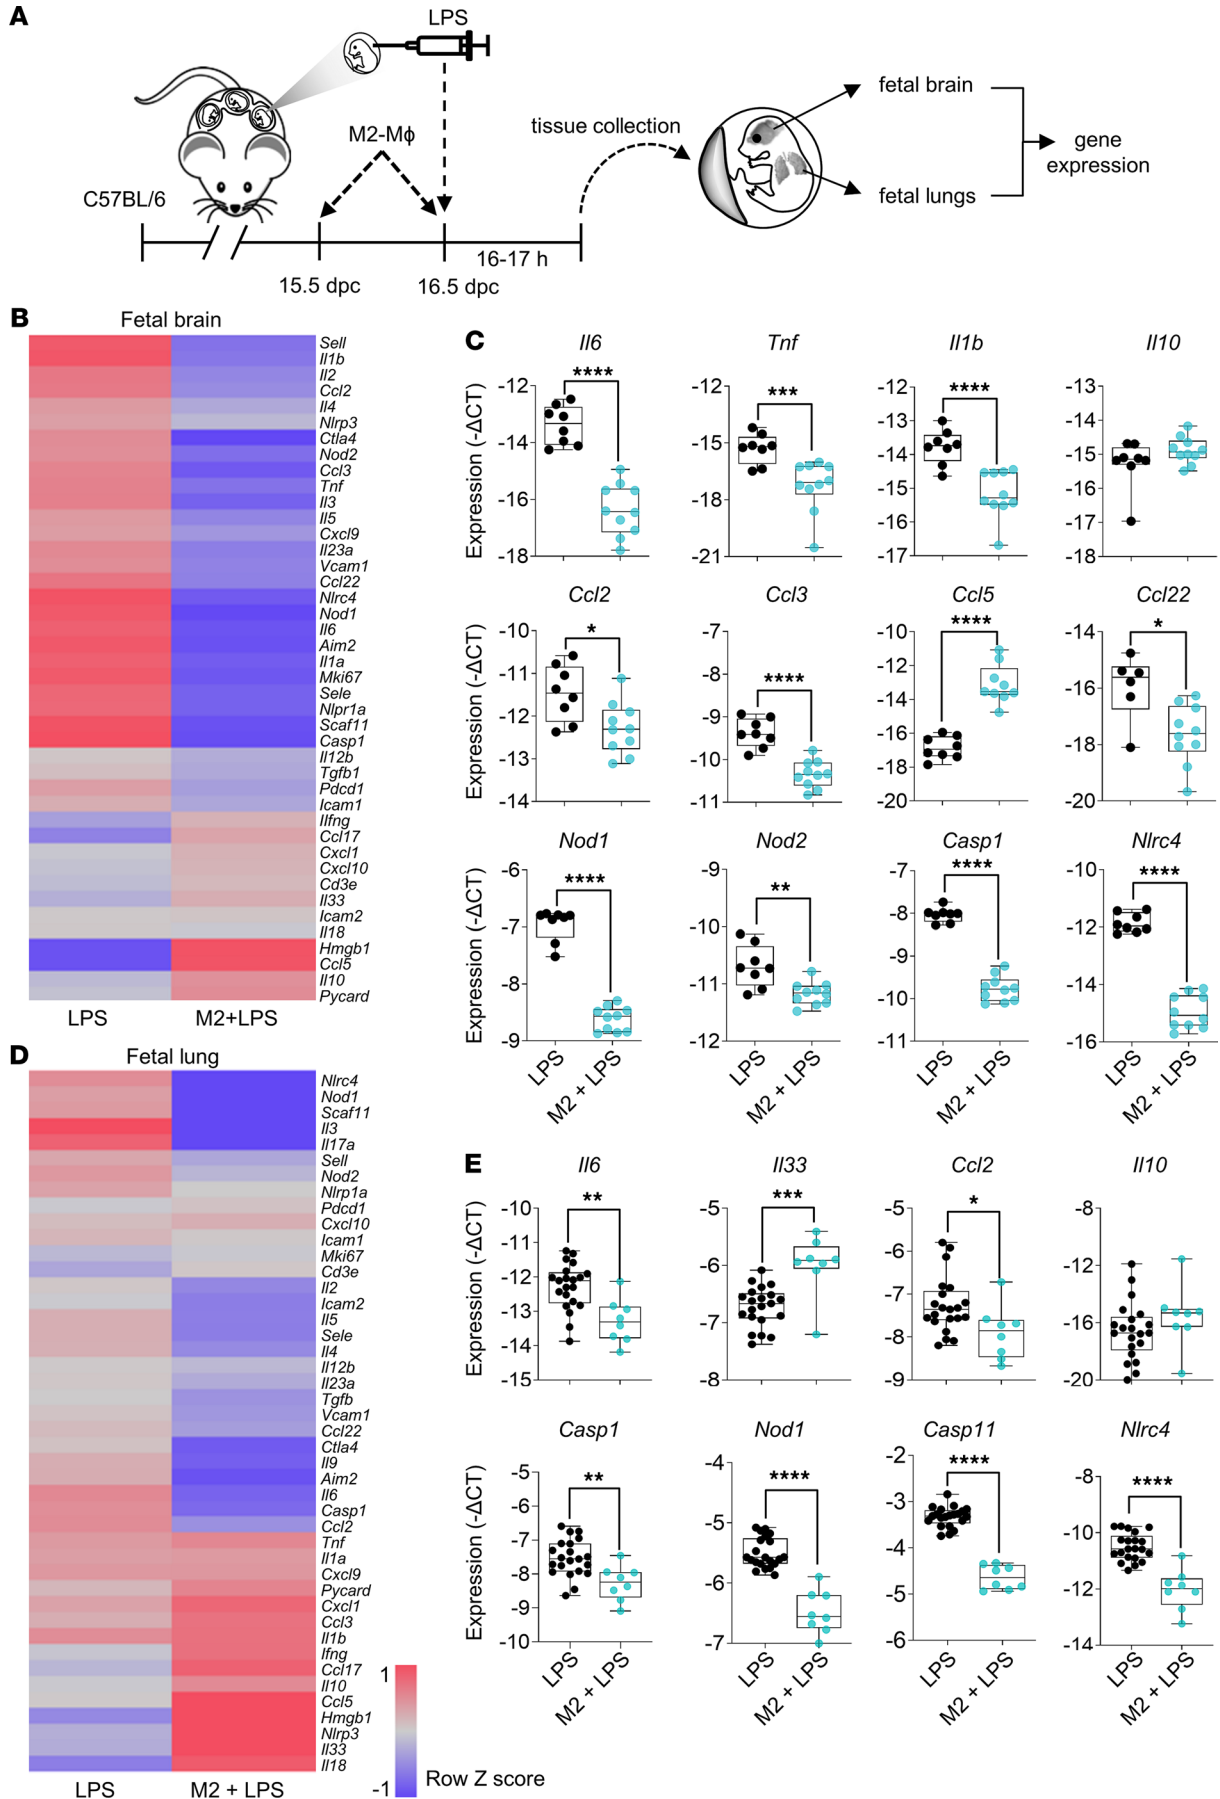 A
LPS
M2-Mϕ
C57BL/6
15.5 dpc
16.5 dpc
16-17 h
tissue collection
fetal brain
fetal lungs
gene
expression
B
Fetal brain
Sell
Il1b
Il2
Ccl2
Il4
Nlrp3
Ctla4
Nod2
Ccl3
Tnf
Il3
Il5
Cxcl9
Il23a
Vcam1
Ccl22
Nlrc4
Nod1
Il6
Aim2
Il1a
Mki67
Sele
Nlpr1a
Scaf11
Casp1
Il12b
Tgfb1
Pdcd1
Icam1
Ilfng
Ccl17
Cxcl1
Cxcl10
Cd3e
Il33
Icam2
Il18
Hmgb1
Ccl5
Il10
Pycard
LPS
M2+LPS
C
Il6
Tnf
Il1b
Il10
Expression (-ΔCT)
-12
-14
-16
-18
****
-12
-15
-18
-21
***
-12
-13
-14
-15
-16
-17
****
-13
-14
-15
-16
-17
-18
Ccl2
Ccl3
Ccl5
Ccl22
Expression (-ΔCT)
-10
-11
-12
-13
-14
*
-7
-9
-10
-11
****
-10
-12
-14
-16
-18
-20
****
-14
-16
-18
-20
*
Nod1
Nod2
Casp1
Nlrc4
Expression (-ΔCT)
-6
-7
-8
-9
****
-9
-10
-11
-12
**
-7
-8
-9
-10
-11
****
-10
-12
-14
-16
****
LPS
M2 + LPS
LPS
M2 + LPS
LPS
M2 + LPS
LPS
M2 + LPS
D
Fetal lung
Nlrc4
Nod1
Scaf11
Il3
Il17a
Sell
Nod2
Nlrp1a
Pdcd1
Cxcl10
Icam1
Mki67
Cd3e
Il2
Icam2
Il5
Sele
Il4
Il12b
Il23a
Tgfb
Vcam1
Ccl22
Ctla4
Il9
Aim2
Il6
Casp1
Ccl2
Tnf
Il1a
Cxcl9
Pycard
Cxcl1
Ccl3
Il1b
Ifng
Ccl17
Il10
Ccl5
Hmgb1
Nlrp3
Il33
Il18
LPS
M2 + LPS
1
-1
Row Z score
E
Il6
Il33
Ccl2
Il10
Expression (-ΔCT)
-10
-11
-12
-13
-14
-15
**
-5
-6
-7
-8
***
-5
-6
-7
-8
-9
*
-8
-12
-16
-20
Casp1
Nod1
Casp11
Nlrc4
Expression (-ΔCT)
-5
-6
-7
-8
-9
-10
**
-4
-5
-6
-7
****
-2
-3
-4
-5
-6
****
-8
-10
-12
-14
****
LPS
M2 + LPS
LPS
M2 + LPS
LPS
M2 + LPS
LPS
M2 + LPS